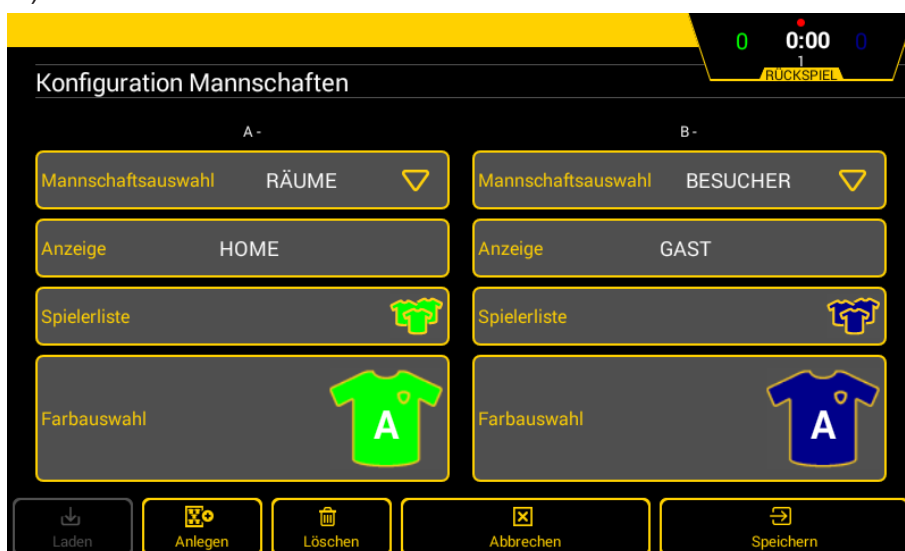 0 0:00 0
1
RÜCKSPIEL
Konfiguration Mannschaften
A -
B -
Mannschaftsauswahl RÄUME
Mannschaftsauswahl BESUCHER
Anzeige HOME
Anzeige GAST
Spielerliste
Spielerliste
Farbauswahl A
Farbauswahl A
Laden
Anlegen
Löschen
Abbrechen
Speichern